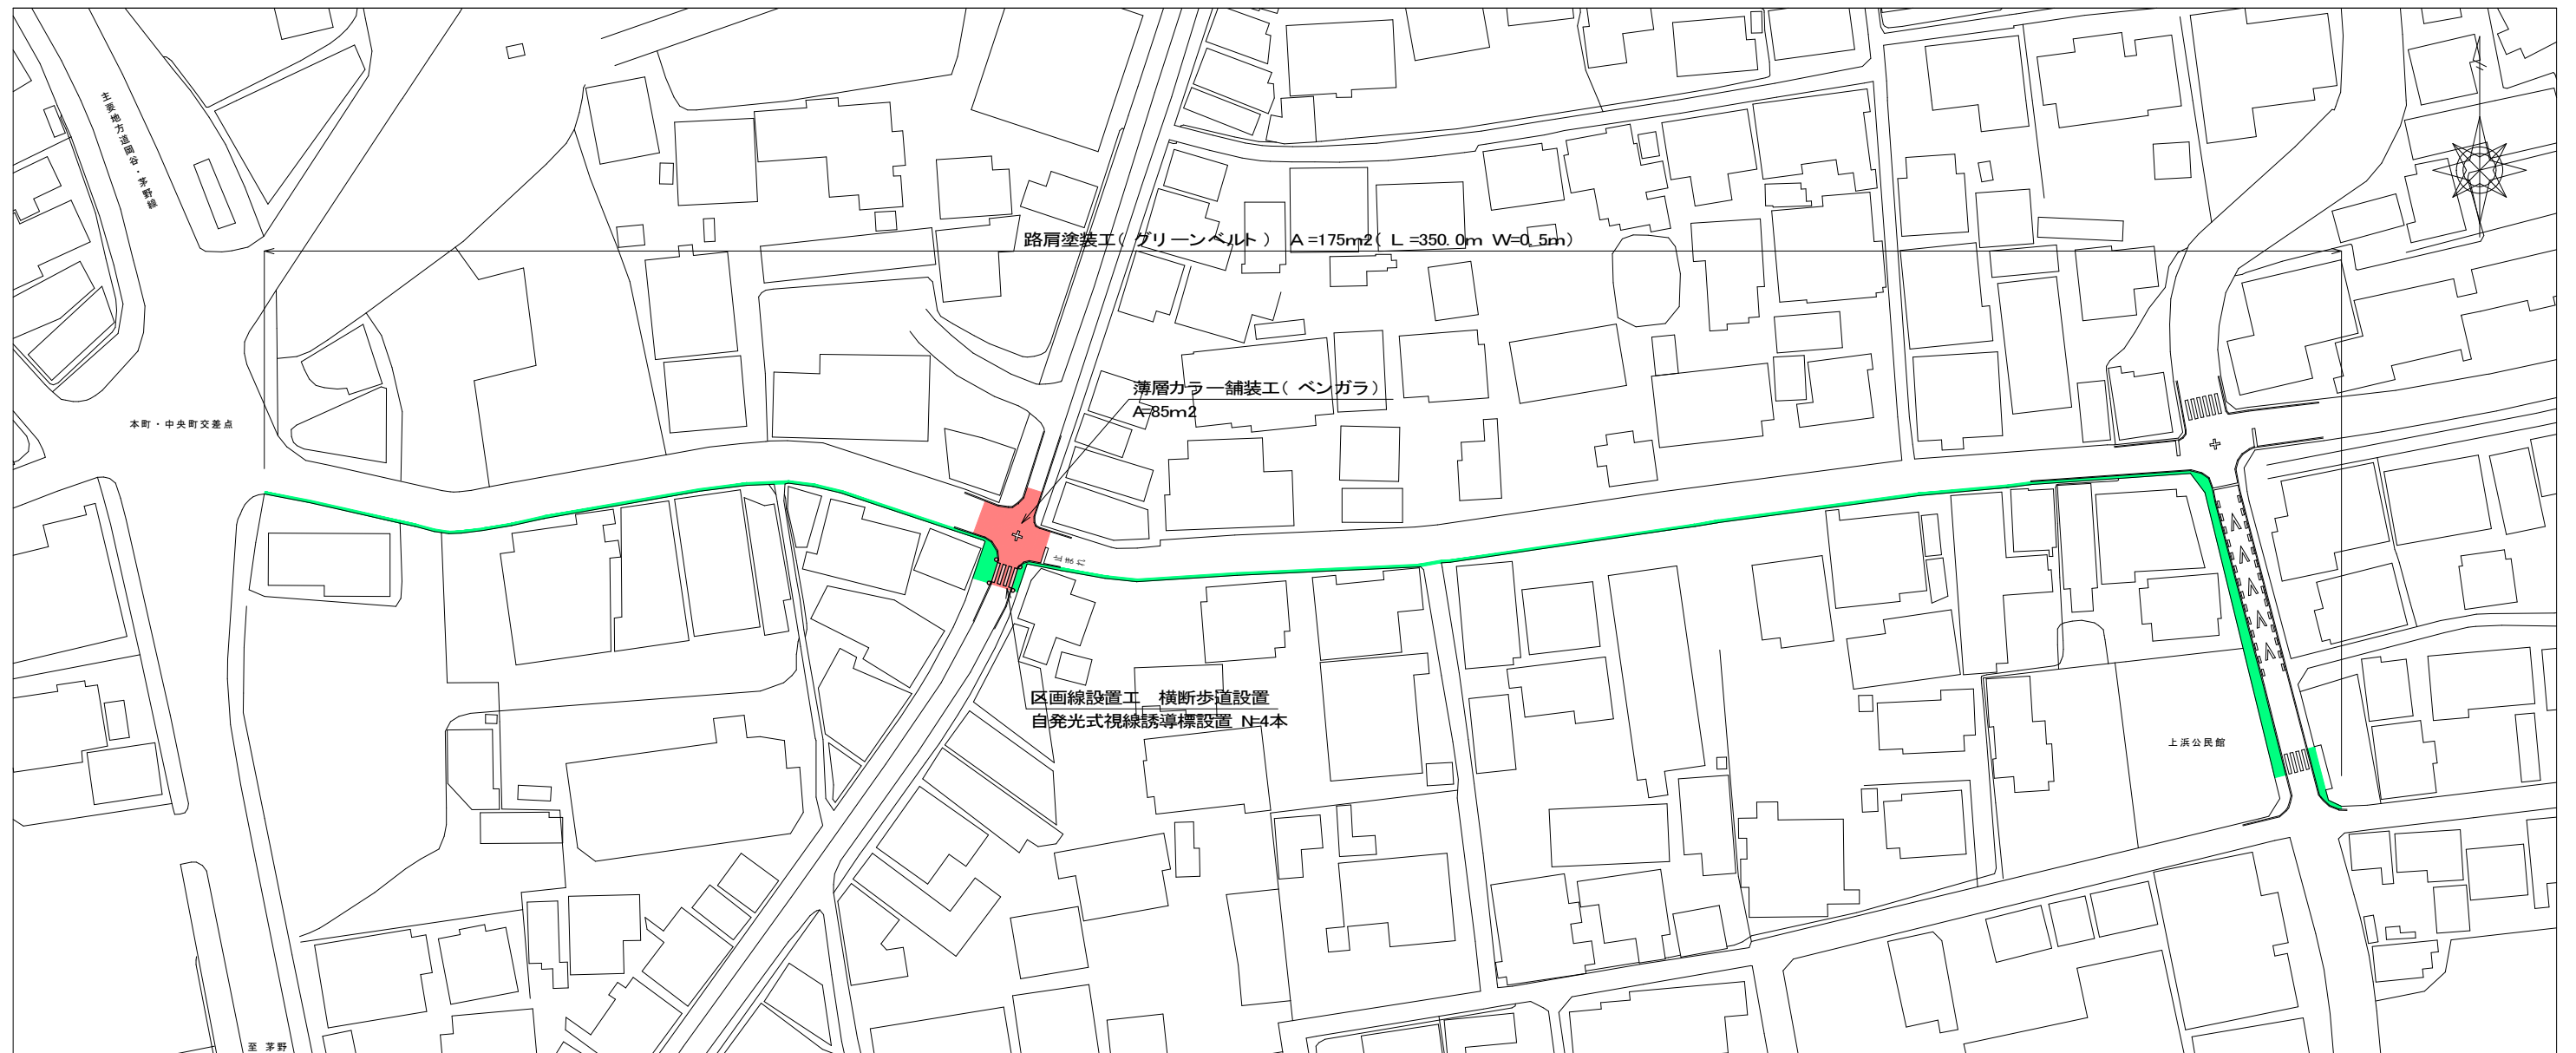 主要地方道岡谷・茅野線
路肩塗装工(グリーンベルト) A=175m2(L=350.0m W=0.5m)
薄層カラー舗装工(ベンガラ)
A=85m2
本町・中央町交差点
止まれ
区画線設置工 横断歩道設置
自発光式視線誘導標設置 N=4本
上浜公民館
至 茅野